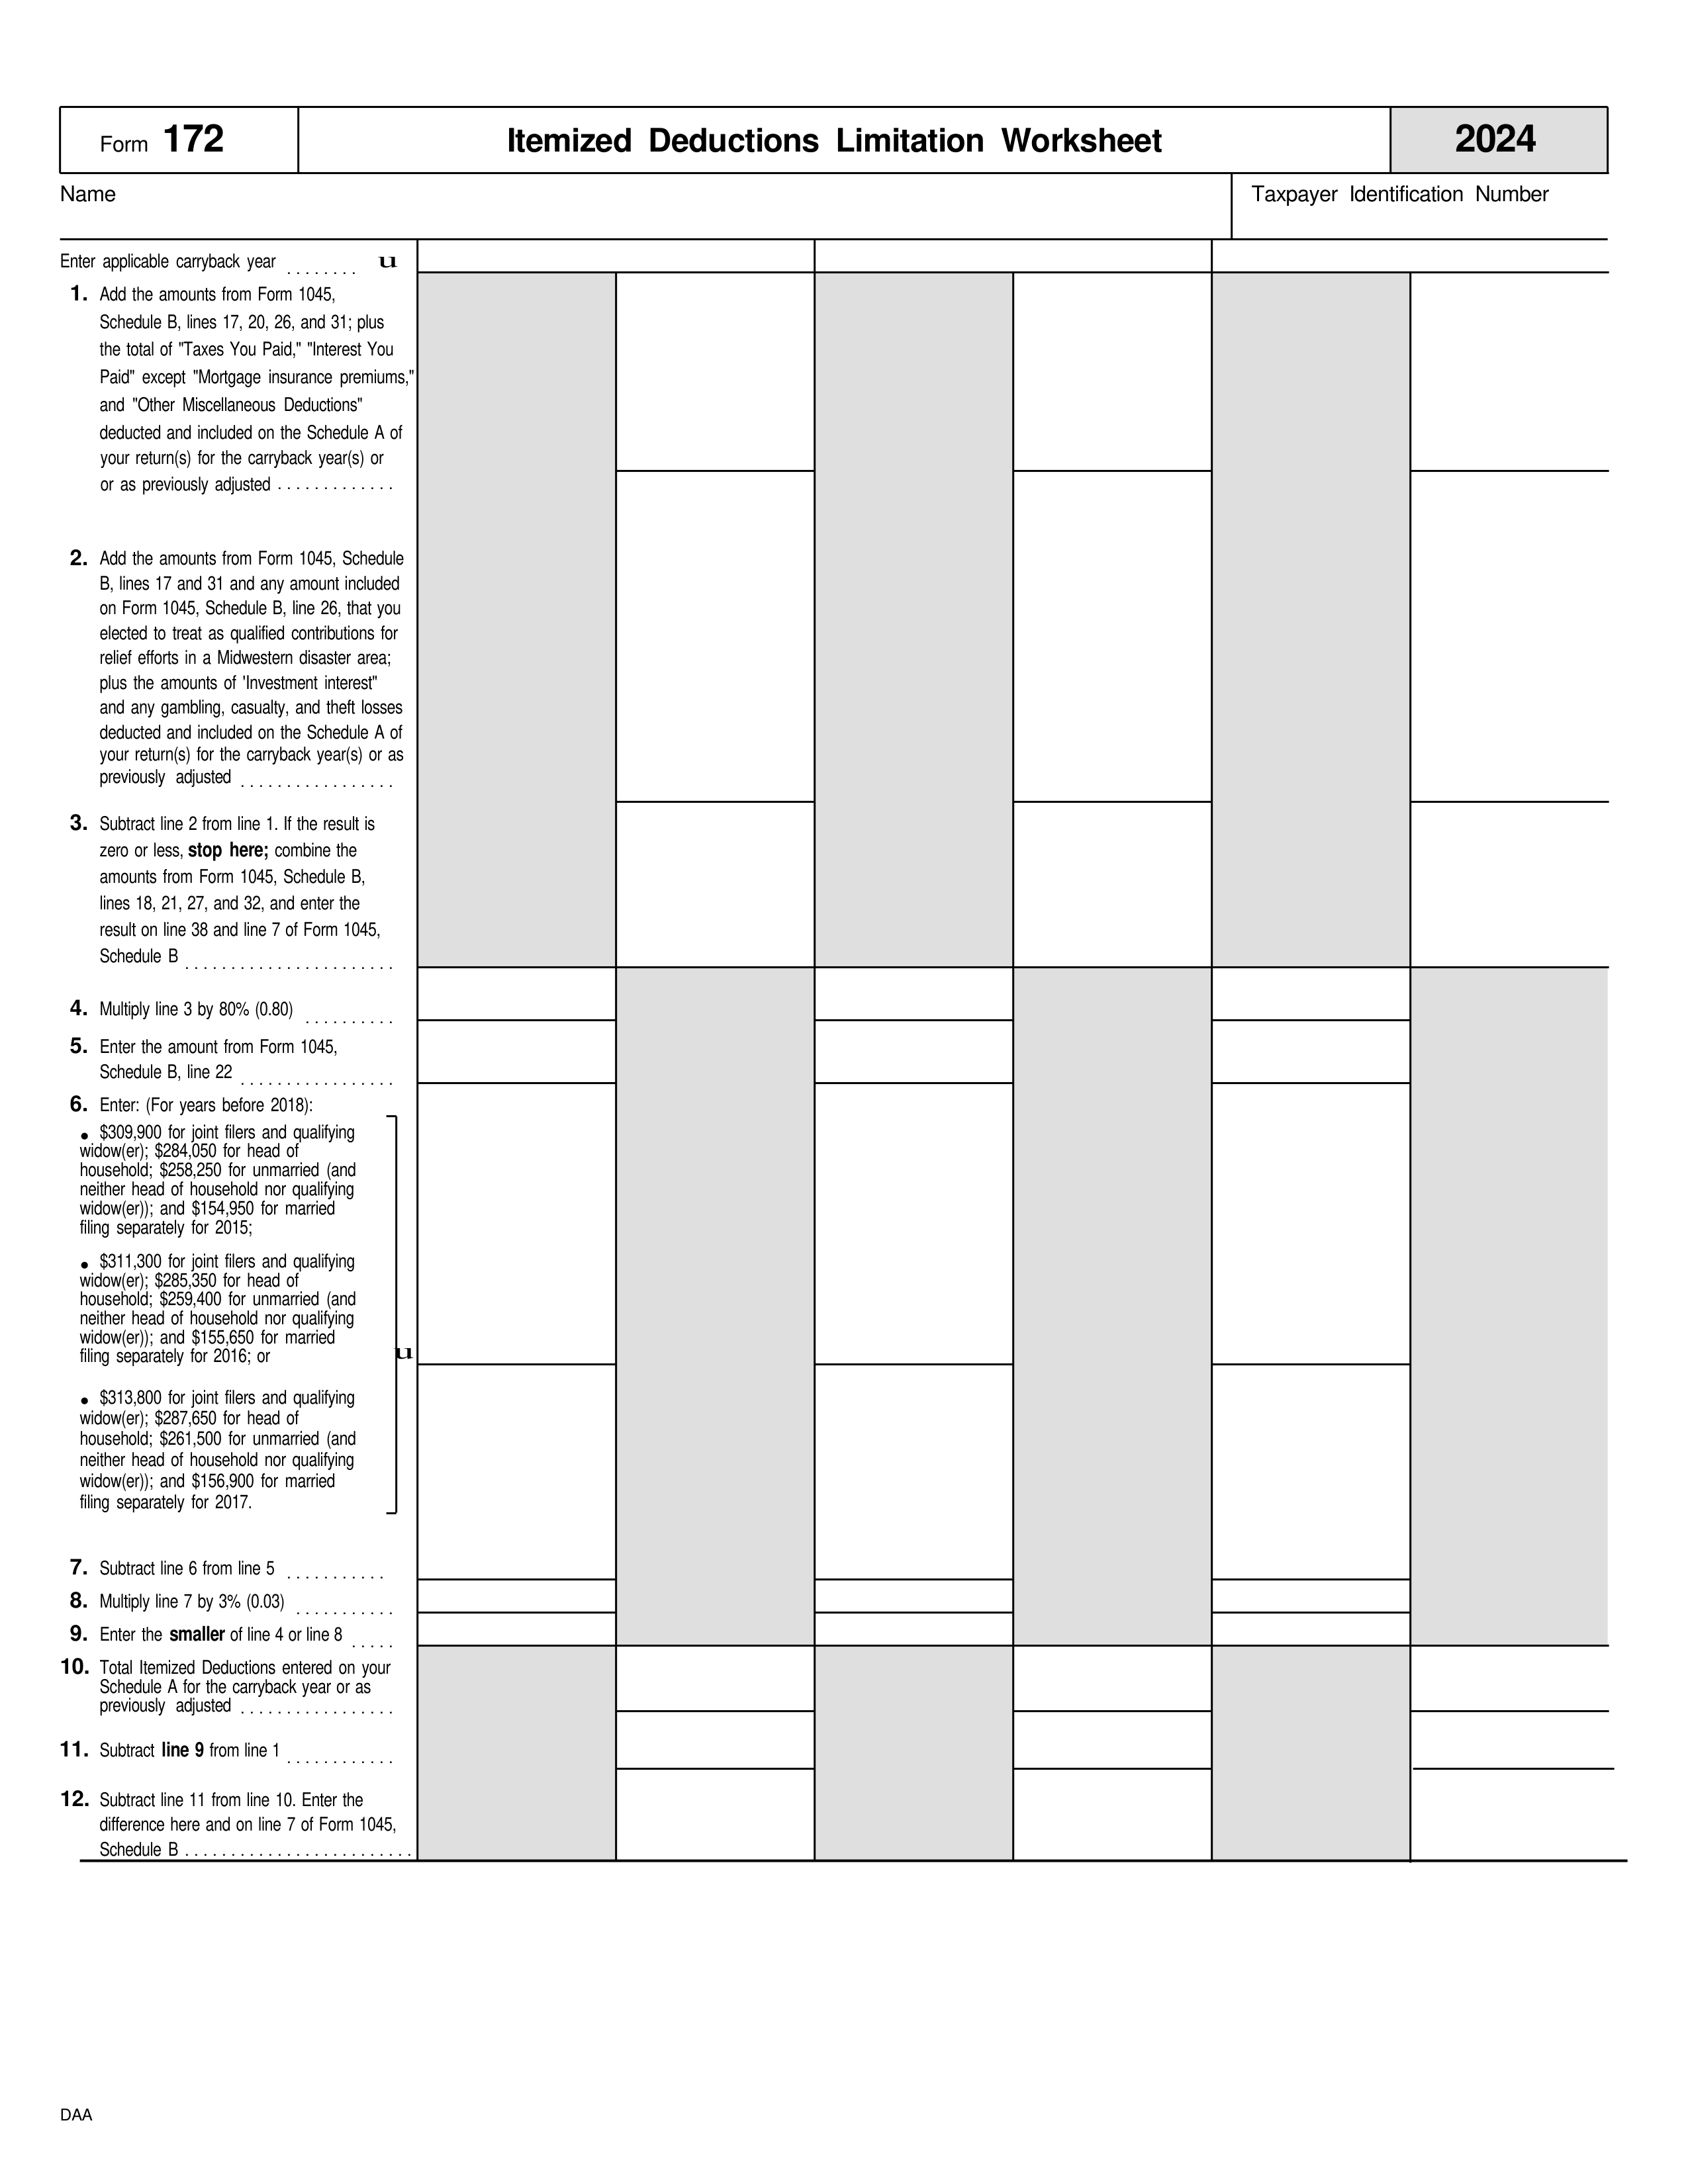 Form 172
Itemized Deductions Limitation Worksheet
2024
Name
Taxpayer Identification Number
Enter applicable carryback year ........ u
1. Add the amounts from Form 1045,
Schedule B, lines 17, 20, 26, and 31; plus
the total of "Taxes You Paid," "Interest You
Paid" except "Mortgage insurance premiums,"
and "Other Miscellaneous Deductions"
deducted and included on the Schedule A of
your return(s) for the carryback year(s) or
or as previously adjusted .............
2. Add the amounts from Form 1045, Schedule
B, lines 17 and 31 and any amount included
on Form 1045, Schedule B, line 26, that you
elected to treat as qualified contributions for
relief efforts in a Midwestern disaster area;
plus the amounts of 'Investment interest"
and any gambling, casualty, and theft losses
deducted and included on the Schedule A of
your return(s) for the carryback year(s) or as
previously adjusted .................
3. Subtract line 2 from line 1. If the result is
zero or less, stop here; combine the
amounts from Form 1045, Schedule B,
lines 18, 21, 27, and 32, and enter the
result on line 38 and line 7 of Form 1045,
Schedule B .......................
4. Multiply line 3 by 80% (0.80) ..........
5. Enter the amount from Form 1045,
Schedule B, line 22 .................
6. Enter: (For years before 2018):
● $309,900 for joint filers and qualifying
widow(er); $284,050 for head of
household; $258,250 for unmarried (and
neither head of household nor qualifying
widow(er)); and $154,950 for married
filing separately for 2015;
● $311,300 for joint filers and qualifying
widow(er); $285,350 for head of
household; $259,400 for unmarried (and
neither head of household nor qualifying
widow(er)); and $155,650 for married
filing separately for 2016; or
u
● $313,800 for joint filers and qualifying
widow(er); $287,650 for head of
household; $261,500 for unmarried (and
neither head of household nor qualifying
widow(er)); and $156,900 for married
filing separately for 2017.
7. Subtract line 6 from line 5 ...........
8. Multiply line 7 by 3% (0.03) ...........
9. Enter the smaller of line 4 or line 8 .....
10. Total Itemized Deductions entered on your
Schedule A for the carryback year or as
previously adjusted .................
11. Subtract line 9 from line 1 ............
12. Subtract line 11 from line 10. Enter the
difference here and on line 7 of Form 1045,
Schedule B .........................
DAA